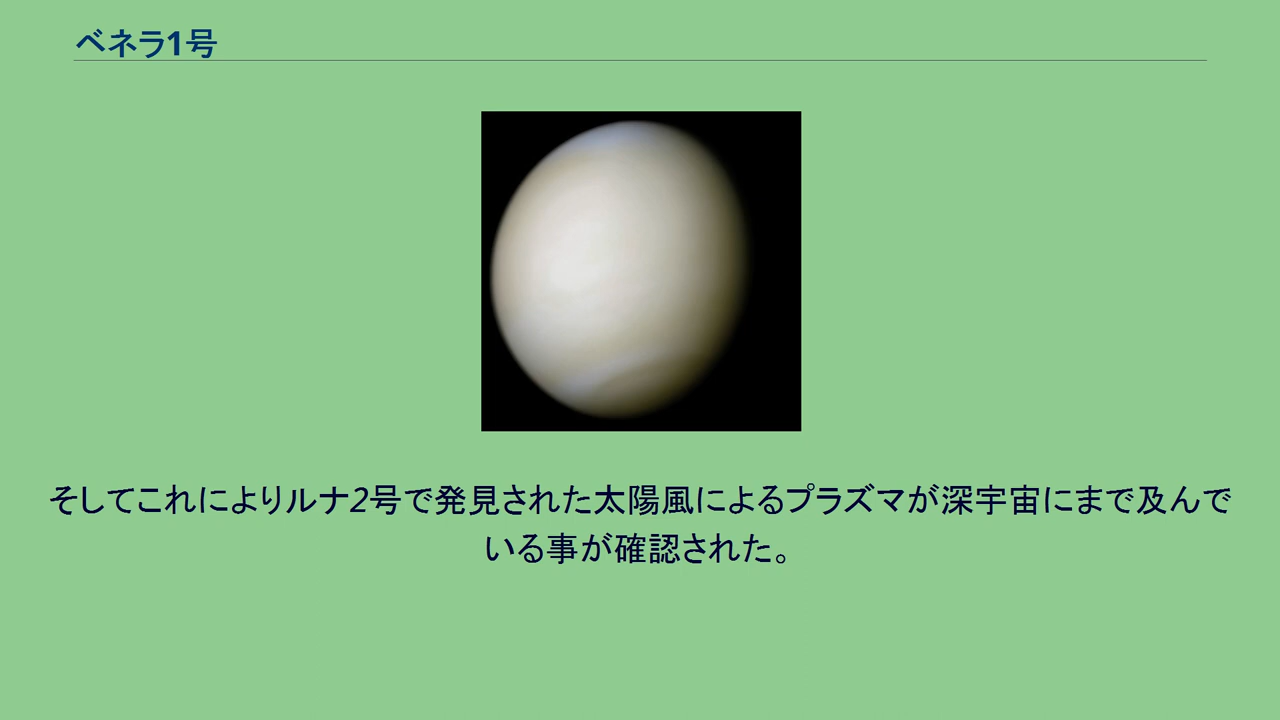 ベネラ1号
そしてこれによりルナ2号で発見された太陽風によるプラズマが深宇宙にまで及んで
いる事が確認された。